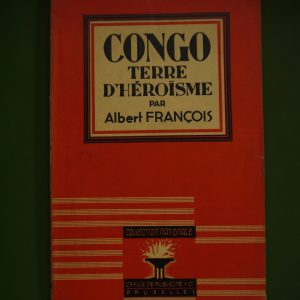 CONGO
TERRE
D'HÉROÏSME
PAR
Albert FRANÇOIS
COLLECTION NATIONALE
OFFICE DE PUBLICITÉ S.C.
BRUXELLES